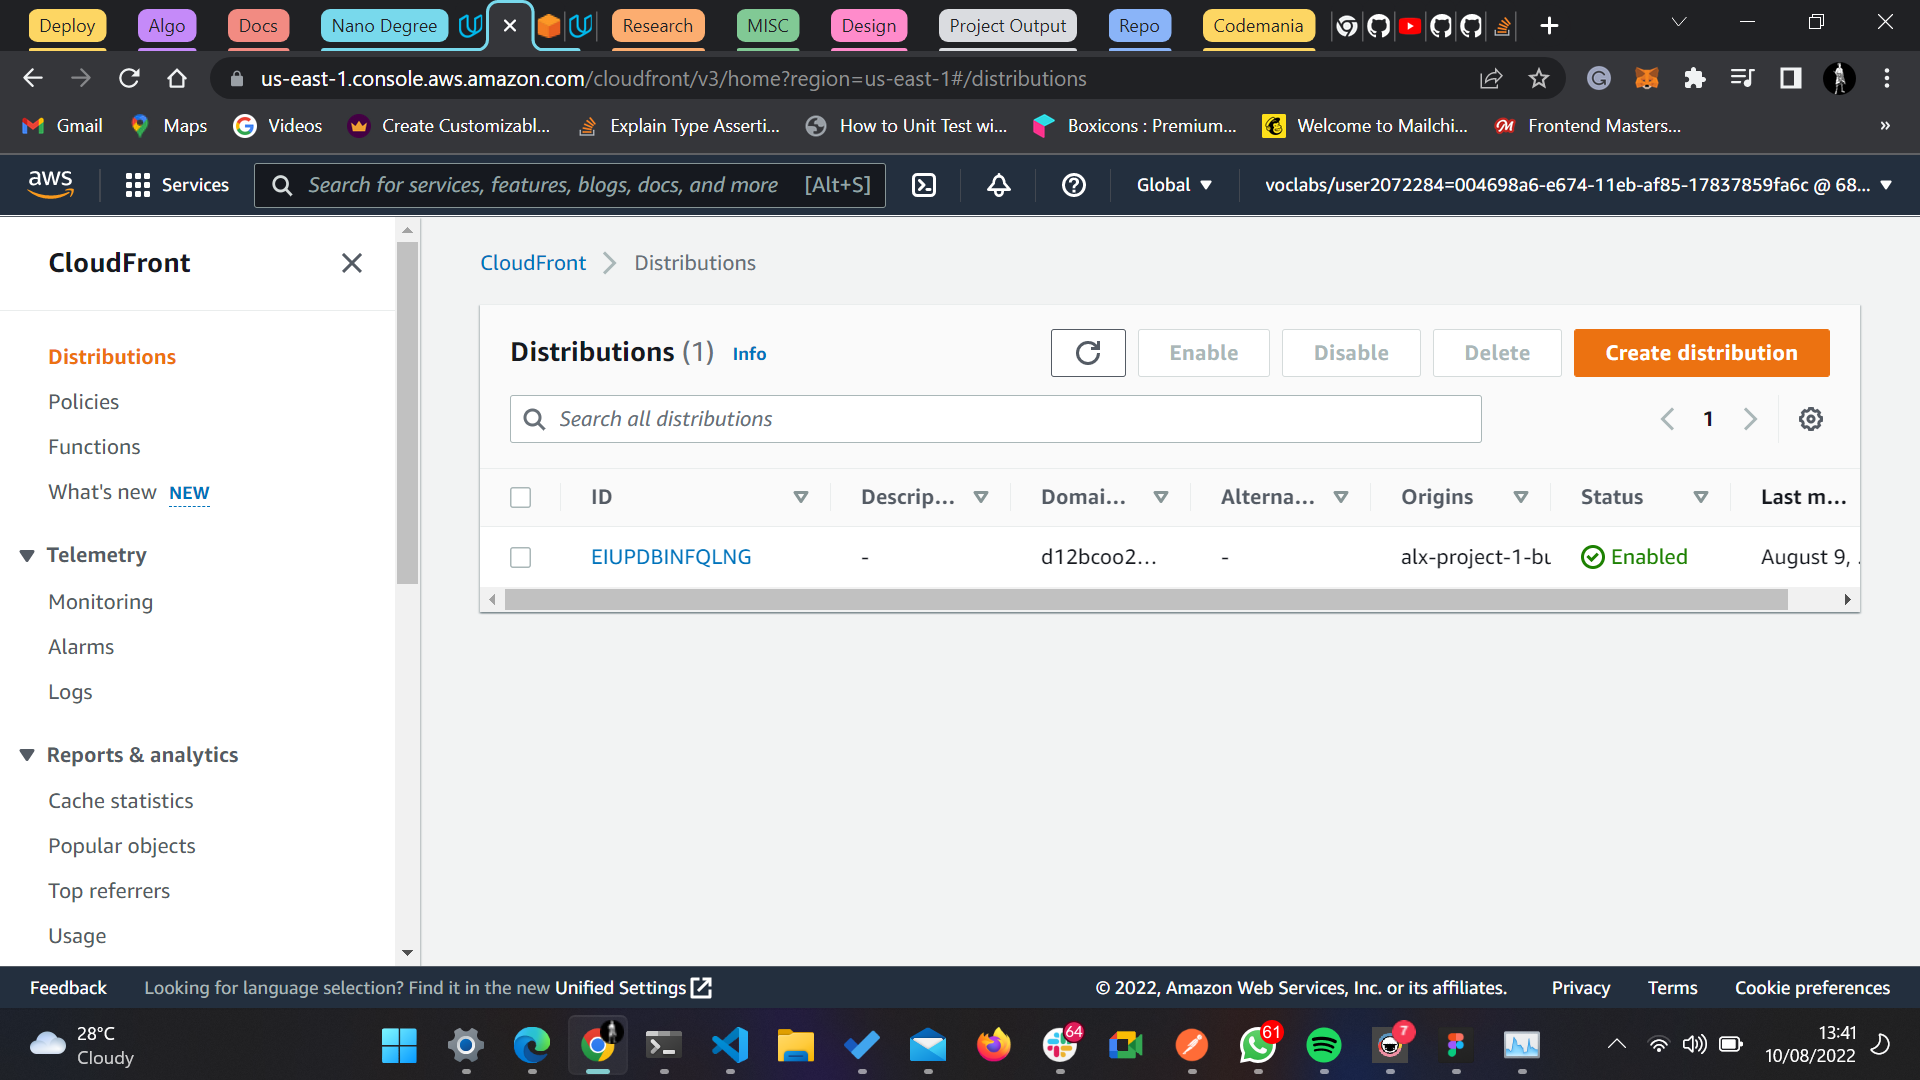 Deploy Algo Docs Nano Degree Research MISC Design Project Output Repo Codemania
us-east-1.console.aws.amazon.com/cloudfront/v3/home?region=us-east-1#/distributions
Gmail Maps Videos Create Customizabl... Explain Type Asserti... How to Unit Test wi... Boxicons : Premium... Welcome to Mailchi... Frontend Masters... »
aws Services Search for services, features, blogs, docs, and more [Alt+S] Global voclabs/user2072284=004698a6-e674-11eb-af85-17837859fa6c @ 68...
CloudFront
Distributions
Policies
Functions
What's new NEW
Telemetry
Monitoring
Alarms
Logs
Reports & analytics
Cache statistics
Popular objects
Top referrers
Usage
CloudFront Distributions
Distributions (1) Info Enable Disable Delete Create distribution
Search all distributions 1
ID Descrip... Domai... Alterna... Origins Status Last m...
EIUPDBINFQLNG - d12bcoo2... - alx-project-1-bu Enabled August 9, .
Feedback Looking for language selection? Find it in the new Unified Settings © 2022, Amazon Web Services, Inc. or its affiliates. Privacy Terms Cookie preferences
28°C
Cloudy
64 61 7
13:41
10/08/2022